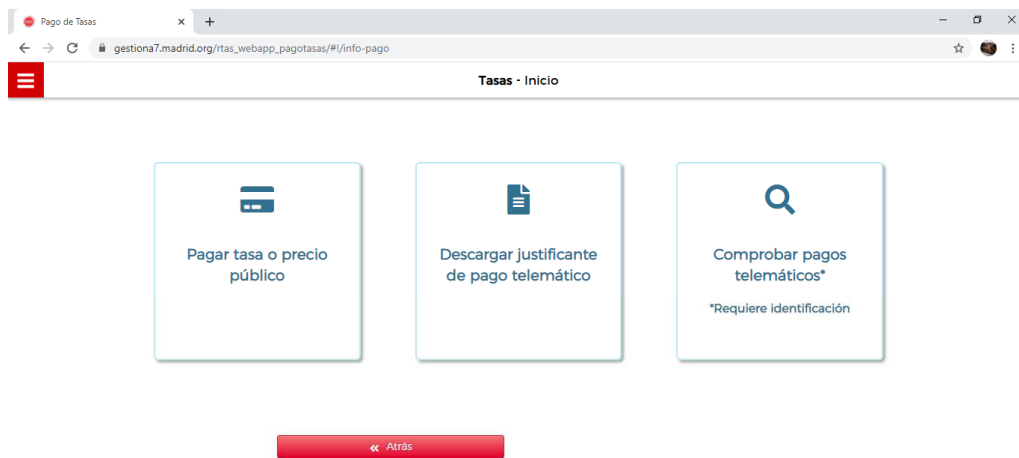 Pago de Tasas
gestiona7.madrid.org/rtas_webapp_pagotasas/#!/info-pago
Tasas - Inicio
Pagar tasa o precio
público
Descargar justificante
de pago telemático
Comprobar pagos
telemáticos*
*Requiere identificación
« Atrás